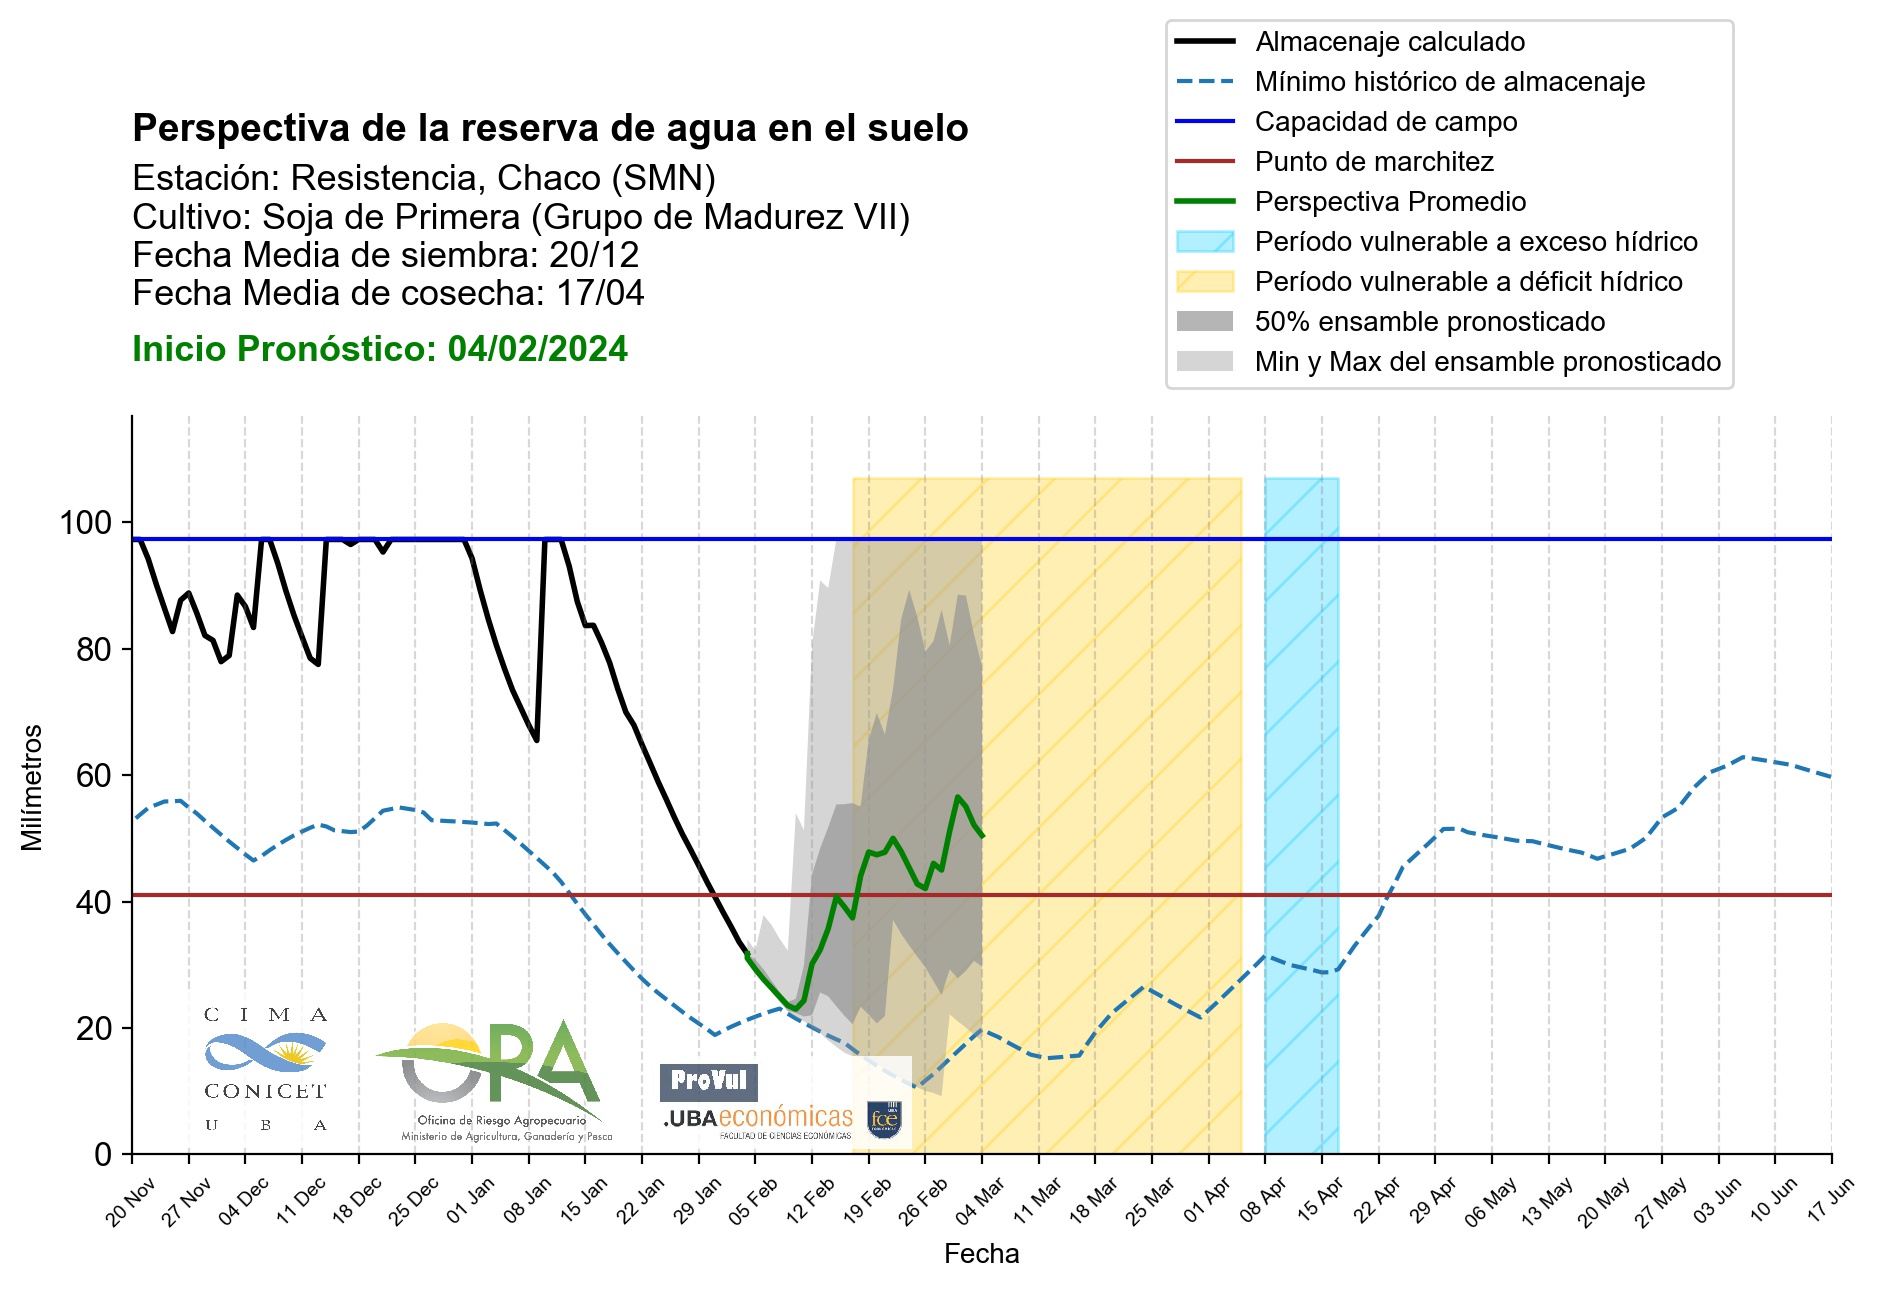 Almacenaje calculado
Mínimo histórico de almacenaje
Capacidad de campo
Punto de marchitez
Perspectiva Promedio
Período vulnerable a exceso hídrico
Período vulnerable a déficit hídrico
50% ensamble pronosticado
Min y Max del ensamble pronosticado
Perspectiva de la reserva de agua en el suelo
Estación: Resistencia, Chaco (SMN)
Cultivo: Soja de Primera (Grupo de Madurez VII)
Fecha Media de siembra: 20/12
Fecha Media de cosecha: 17/04
Inicio Pronóstico: 04/02/2024
Milímetros
100
80
60
40
20
0
CIMA
CONICET
UBA
ORA
Oficina de Riesgo Agropecuario
Ministerio de Agricultura, Ganadería y Pesca
ProVul
.UBAeconómicas
FACULTAD DE CIENCIAS ECONÓMICAS
UBA
fce
ECONÓMICAS
20 Nov
27 Nov
04 Dec
11 Dec
18 Dec
25 Dec
01 Jan
08 Jan
15 Jan
22 Jan
29 Jan
05 Feb
12 Feb
19 Feb
26 Feb
04 Mar
11 Mar
18 Mar
25 Mar
01 Apr
08 Apr
15 Apr
22 Apr
29 Apr
06 May
13 May
20 May
27 May
03 Jun
10 Jun
17 Jun
Fecha